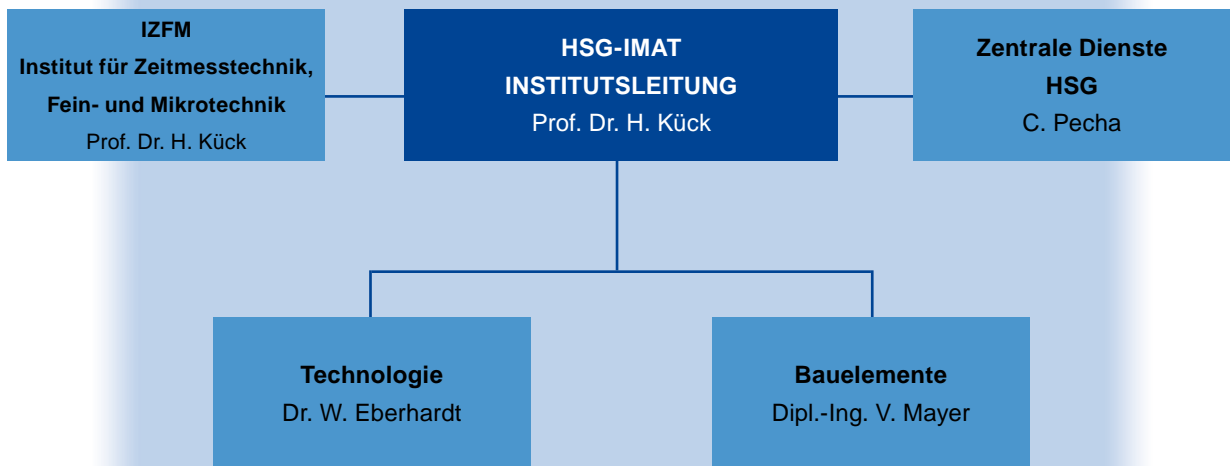 IZFM
Institut für Zeitmesstechnik,
Fein- und Mikrotechnik
Prof. Dr. H. Kück
HSG-IMAT
INSTITUTSLEITUNG
Prof. Dr. H. Kück
Zentrale Dienste
HSG
C. Pecha
Technologie
Dr. W. Eberhardt
Bauelemente
Dipl.-Ing. V. Mayer